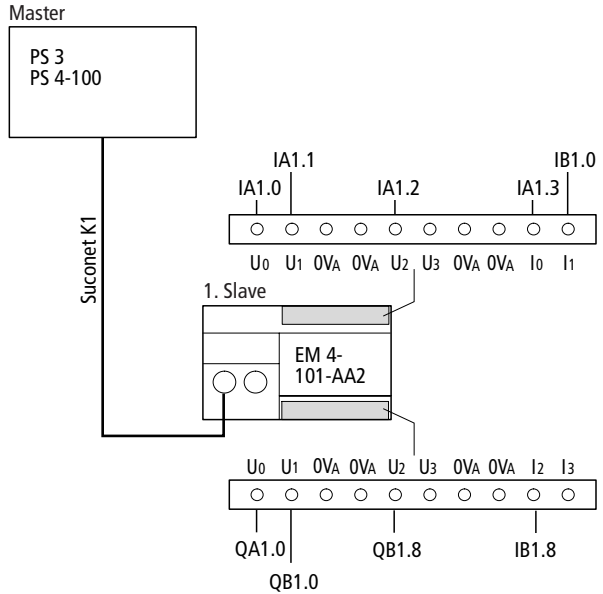 Master
PS 3
PS 4-100
Suconet K1
IA1.1 IB1.0
IA1.0 IA1.2 IA1.3
U0 U1 0VA 0VA U2 U3 0VA 0VA I0 I1
1. Slave
EM 4-
101-AA2
U0 U1 0VA 0VA U2 U3 0VA 0VA I2 I3
QA1.0 QB1.8 IB1.8
QB1.0